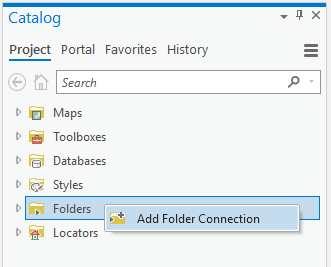 Catalog
Project Portal Favorites History
Search
Maps
Toolboxes
Databases
Styles
Folders
Add Folder Connection
Locators